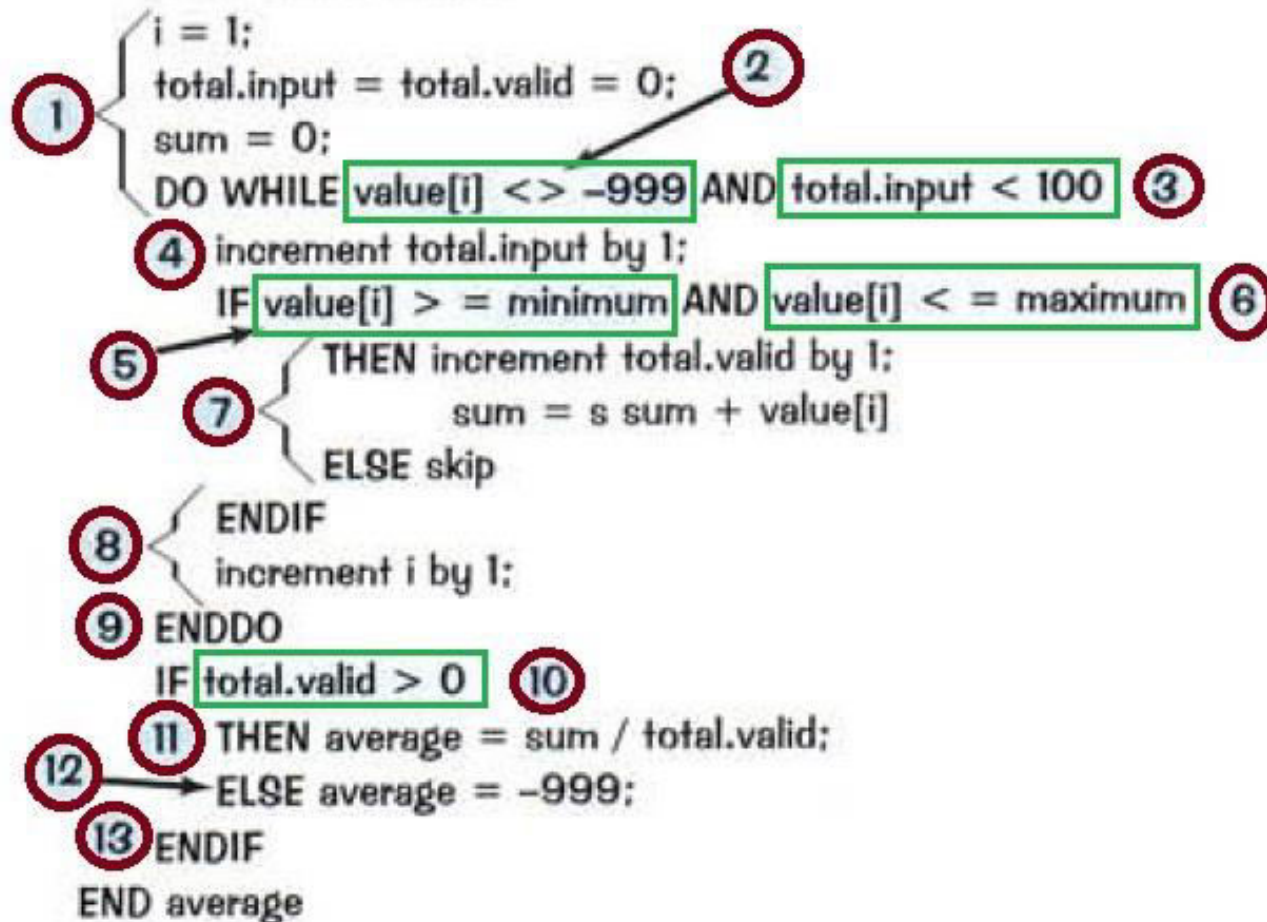 i = 1;
total.input = total.valid = 0;
2
1
sum = 0;
DO WHILE value[i] <> –999 AND total.input < 100 3
4 increment total.input by 1;
IF value[i] > = minimum AND value[i] < = maximum 6
5
THEN increment total.valid by 1;
7
sum = s sum + value[i]
ELSE skip
ENDIF
8
increment i by 1;
9 ENDDO
IF total.valid > 0 10
11 THEN average = sum / total.valid;
12 ELSE average = –999;
13 ENDIF
END average